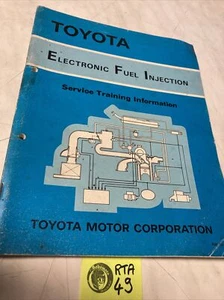 TOYOTA
ELECTRONIC FUEL INJECTION
Service Training Information
TOYOTA MOTOR CORPORATION
RTA
49